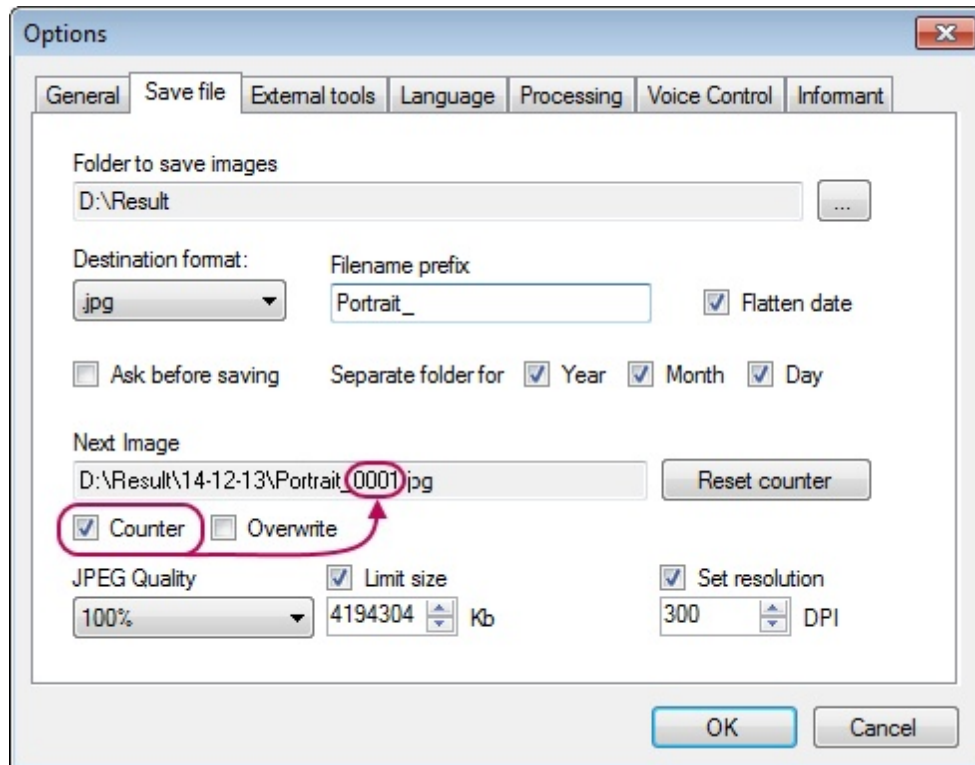 Options
General Save file External tools Language Processing Voice Control Informant
Folder to save images
D:\Result ...
Destination format: Filename prefix
.jpg Portrait_ Flatten date
Ask before saving Separate folder for Year Month Day
Next Image
D:\Result\14-12-13\Portrait_0001.jpg Reset counter
Counter Overwrite
JPEG Quality Limit size Set resolution
100% 4194304 Kb 300 DPI
OK Cancel